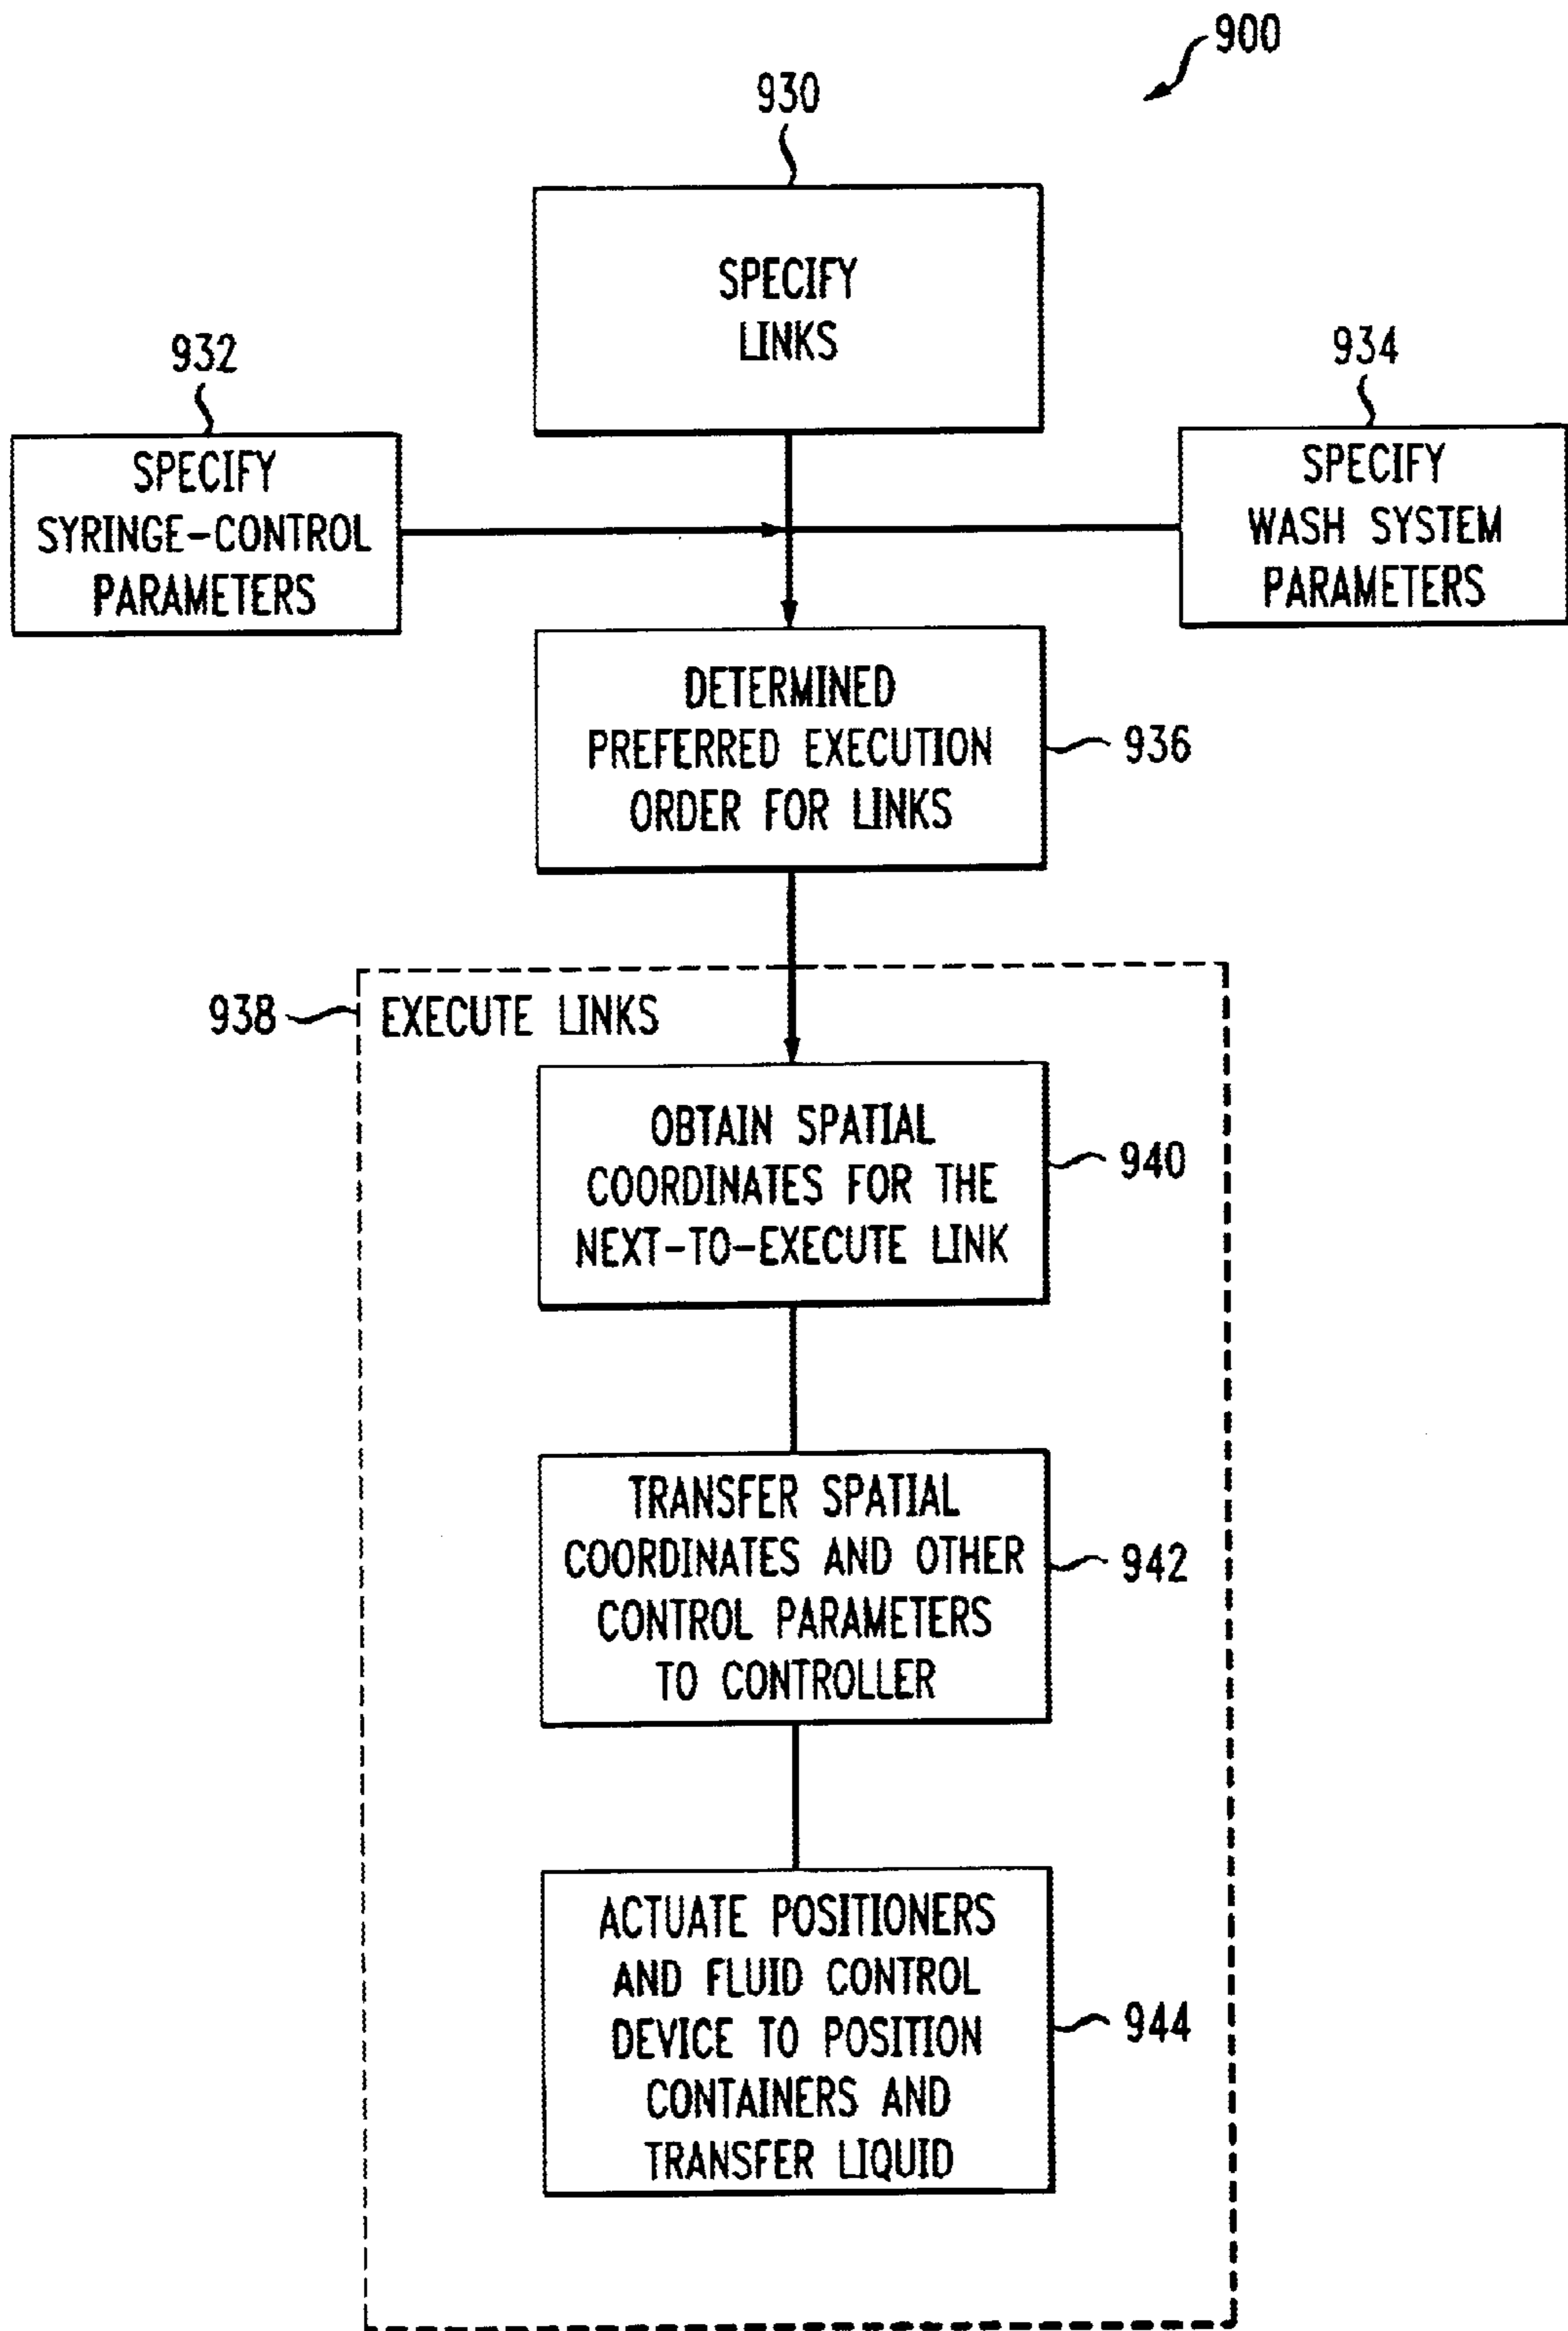 900
930
SPECIFY
LINKS
932
SPECIFY
SYRINGE-CONTROL
PARAMETERS
934
SPECIFY
WASH SYSTEM
PARAMETERS
DETERMINED
PREFERRED EXECUTION
ORDER FOR LINKS
936
938
EXECUTE LINKS
OBTAIN SPATIAL
COORDINATES FOR THE
NEXT-TO-EXECUTE LINK
940
TRANSFER SPATIAL
COORDINATES AND OTHER
CONTROL PARAMETERS
TO CONTROLLER
942
ACTUATE POSITIONERS
AND FLUID CONTROL
DEVICE TO POSITION
CONTAINERS AND
TRANSFER LIQUID
944